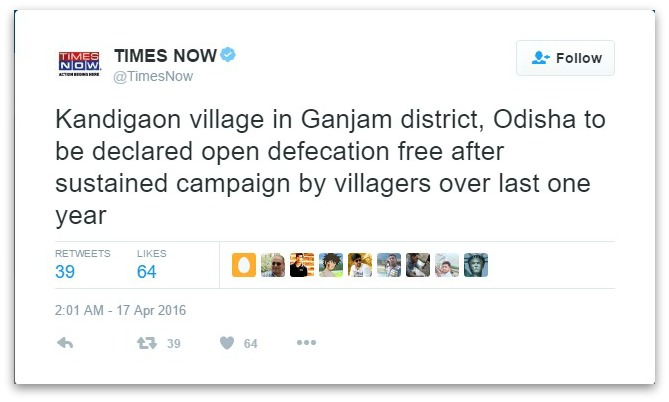 TIMES NOW
ACTION BEGINS HERE
TIMES NOW
@TimesNow
Follow
Kandigaon village in Ganjam district, Odisha to
be declared open defecation free after
sustained campaign by villagers over last one
year
RETWEETS LIKES
39 64
2:01 AM - 17 Apr 2016
39 64